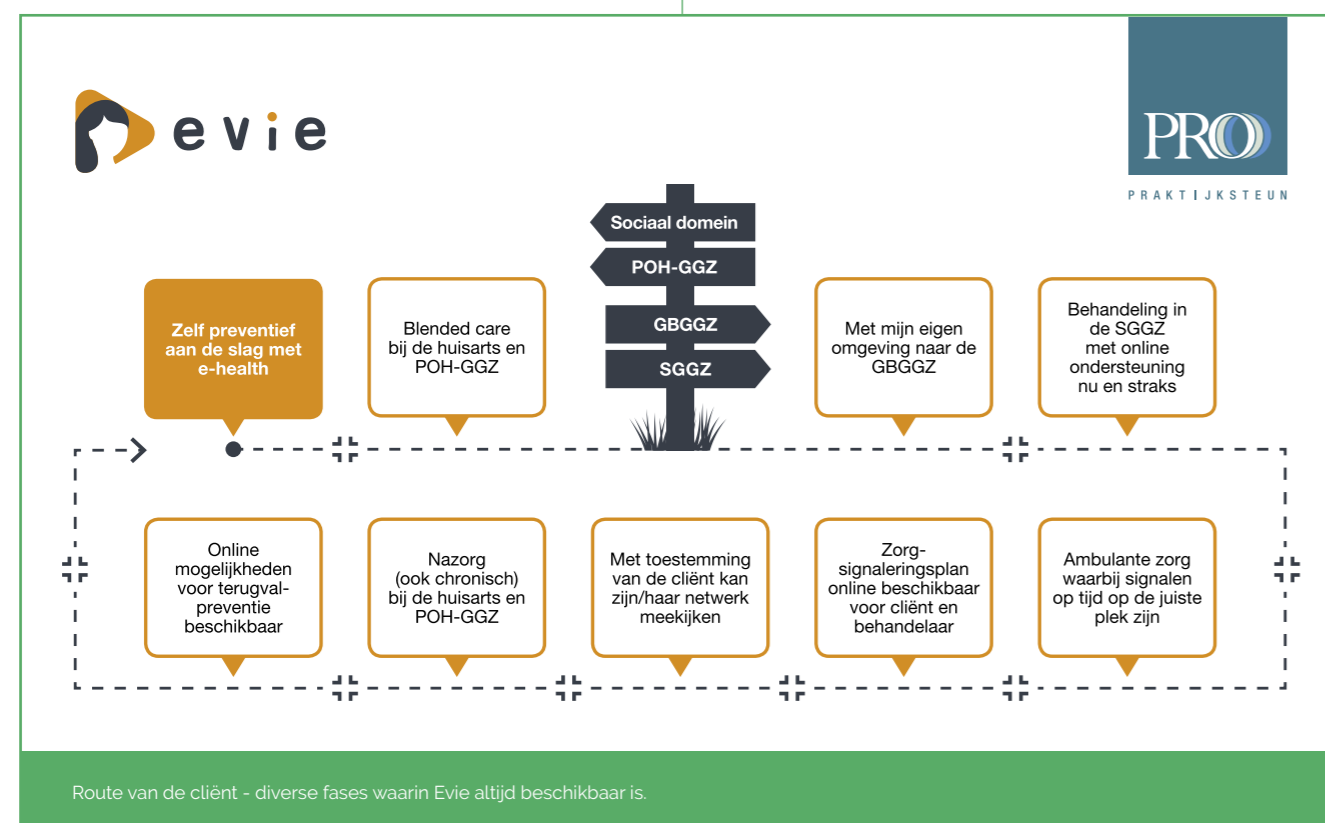 evie
PRO
PRAKTIJKSTEUN
Sociaal domein
POH-GGZ
GBGGZ
SGGZ
Zelf preventief
aan de slag met
e-health
Blended care
bij de huisarts en
POH-GGZ
Met mijn eigen
omgeving naar de
GBGGZ
Behandeling in
de SGGZ
met online
ondersteuning
nu en straks
Online
mogelijkheden
voor terugval-
preventie
beschikbaar
Nazorg
(ook chronisch)
bij de huisarts en
POH-GGZ
Met toestemming
van de cliënt kan
zijn/haar netwerk
meekijken
Zorg-
signaleringsplan
online beschikbaar
voor cliënt en
behandelaar
Ambulante zorg
waarbij signalen
op tijd op de juiste
plek zijn
Route van de cliënt - diverse fases waarin Evie altijd beschikbaar is.